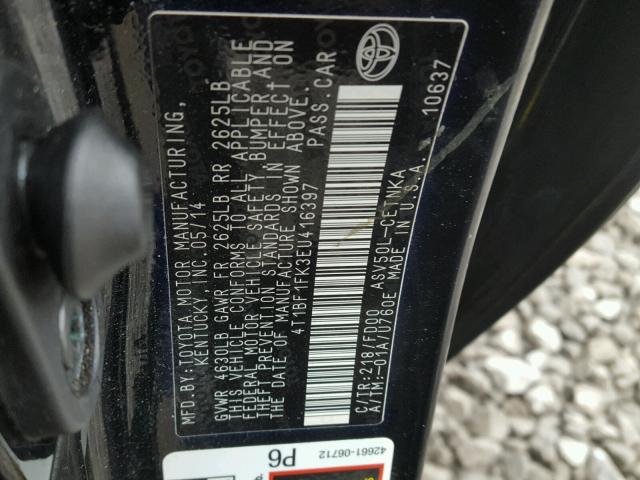 MFD.BY:TOYOTA MOTOR MANUFACTURING,
KENTUCKY, INC. 05/14
GVWR 4630LB GAWR FR 2625LB RR 2625LB
THIS VEHICLE CONFORMS TO ALL APPLICABLE
FEDERAL MOTOR VEHICLE SAFETY, BUMPER AND
THEFT PREVENTION STANDARDS IN EFFECT ON
THE DATE OF MANUFACTURE SHOWN ABOVE.
4T1BF1FK3EU416397 PASS.CAR
C/TR:218/FD00 ASV50L-CETNKA
A/TM:-01A/U760E MADE IN U.S.A. 10637
42661-06712
P6